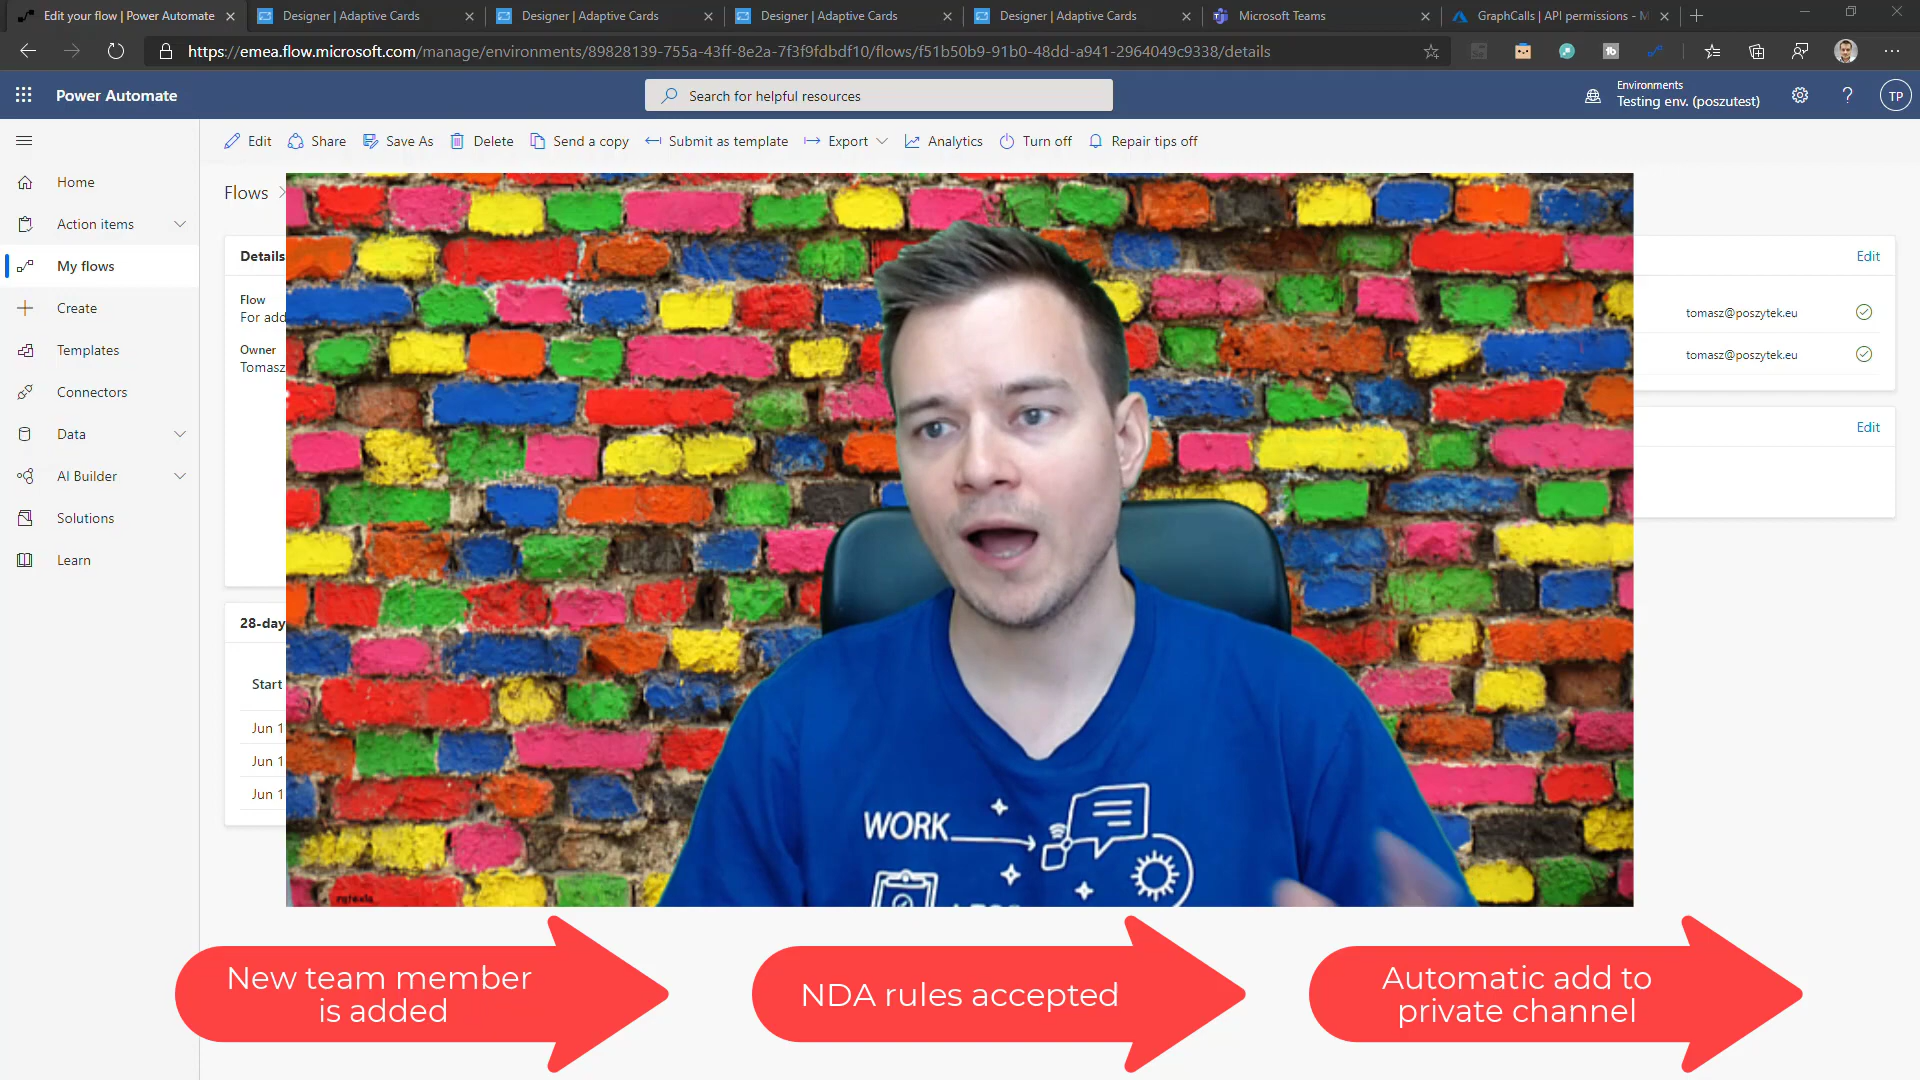 Edit your flow | Power Automate
Designer | Adaptive Cards
Designer | Adaptive Cards
Designer | Adaptive Cards
Designer | Adaptive Cards
Microsoft Teams
GraphCalls | API permissions - M
https://emea.flow.microsoft.com/manage/environments/89828139-755a-43ff-8e2a-7f3f9fdbdf10/flows/f51b50b9-91b0-48dd-a941-2964049c9338/details
Power Automate
Search for helpful resources
Environments
Testing env. (poszutest)
TP
Edit
Share
Save As
Delete
Send a copy
Submit as template
Export
Analytics
Turn off
Repair tips off
Home
Action items
My flows
Create
Templates
Connectors
Data
AI Builder
Solutions
Learn
Flows
Details
Flow
For add
Owner
Tomasz
28-day
Start
Jun 1
Jun 1
Jun 1
Edit
tomasz@poszytek.eu
tomasz@poszytek.eu
Edit
WORK
New team member
is added
NDA rules accepted
Automatic add to
private channel